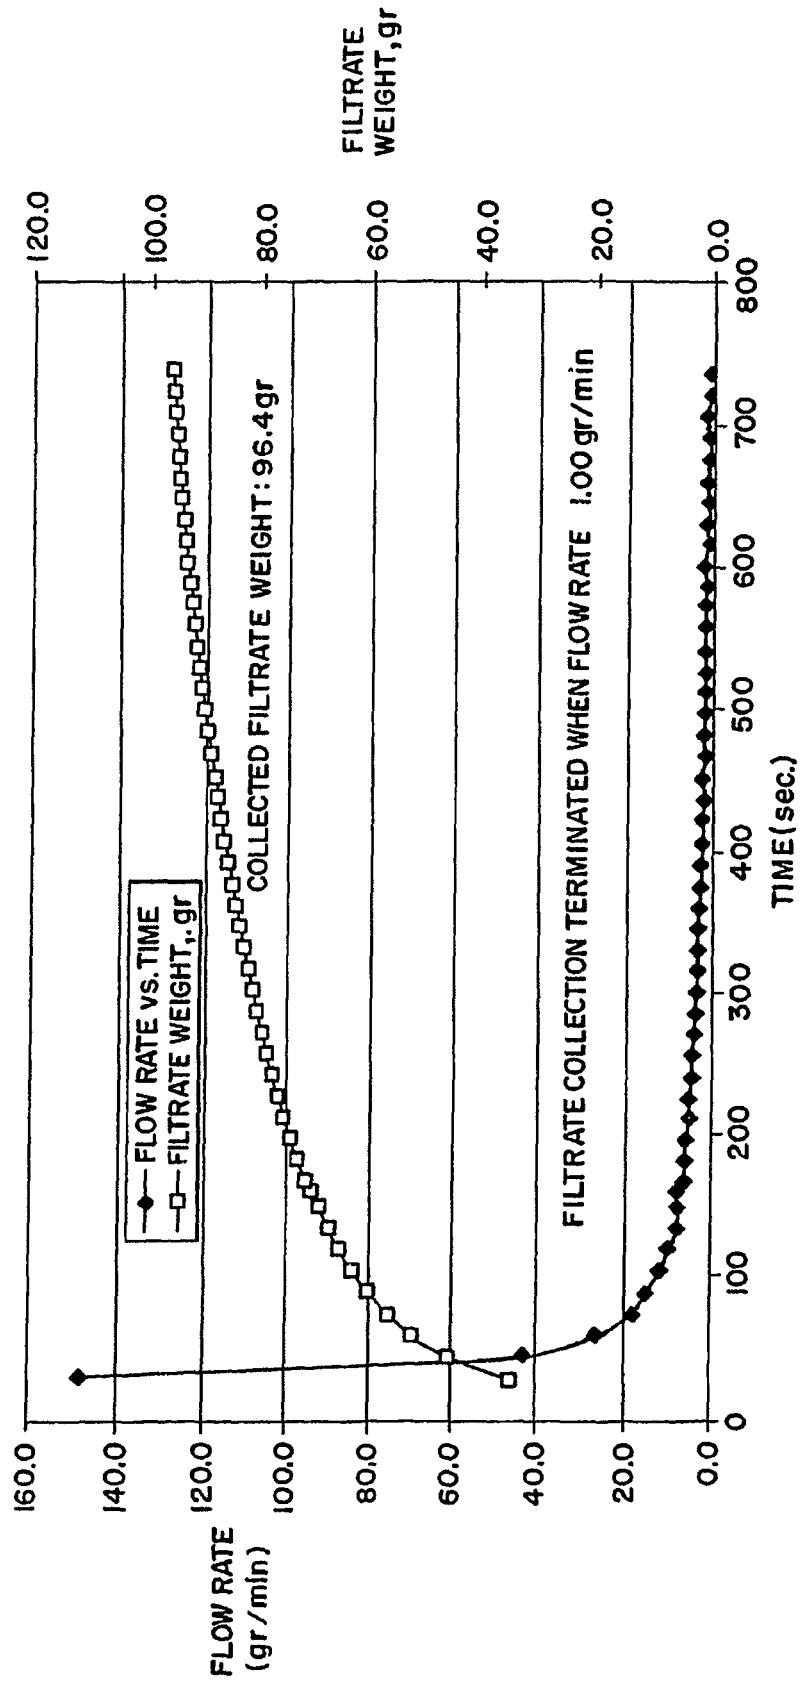 FLOW RATE
(gr/min)
160.0
140.0
120.0
100.0
80.0
60.0
40.0
20.0
0.0
FLOW RATE vs. TIME
FILTRATE WEIGHT,. gr
COLLECTED FILTRATE WEIGHT: 96.4gr
FILTRATE COLLECTION TERMINATED WHEN FLOW RATE 1.00 gr/min
0
100
200
300
400
500
600
700
800
TIME(sec.)
120.0
100.0
80.0
60.0
40.0
20.0
0.0
FILTRATE
WEIGHT,gr